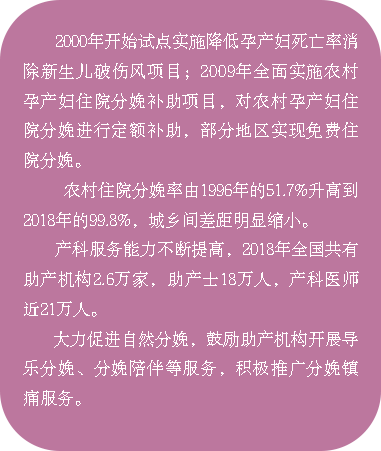 2000年开始试点实施降低孕产妇死亡率消
除新生儿破伤风项目；2009年全面实施农村
孕产妇住院分娩补助项目，对农村孕产妇住
院分娩进行定额补助，部分地区实现免费住
院分娩。
农村住院分娩率由1996年的51.7%升高到
2018年的99.8%，城乡间差距明显缩小。
产科服务能力不断提高，2018年全国共有
助产机构2.6万家，助产士18万人，产科医师
近21万人。
大力促进自然分娩，鼓励助产机构开展导
乐分娩、分娩陪伴等服务，积极推广分娩镇
痛服务。